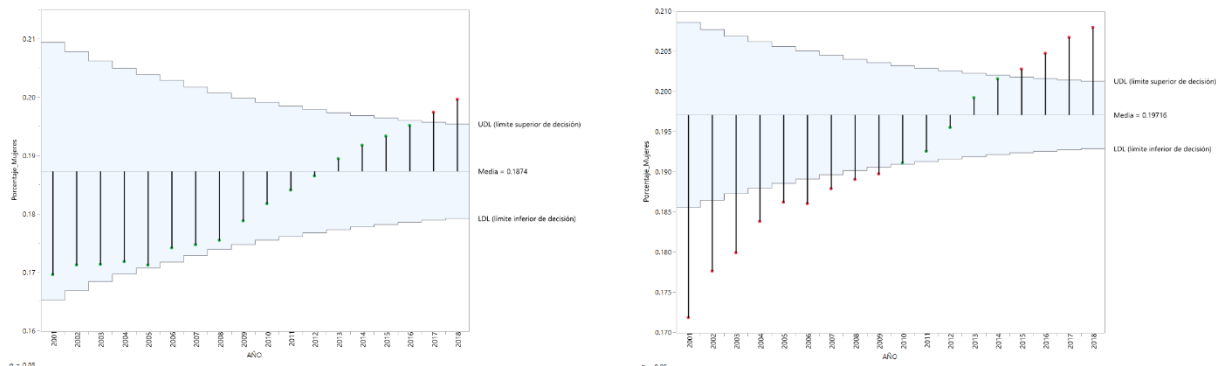 0.21
0.20
0.19
0.18
0.17
0.16
Porcentaje_Mujeres
UDL (límite superior de decisión)
Media = 0.1874
LDL (límite inferior de decisión)
2001 2002 2003 2004 2005 2006 2007 2008 2009 2010 2011 2012 2013 2014 2015 2016 2017 2018
AÑO
α = 0.05
0.210
0.205
0.200
0.195
0.190
0.185
0.180
0.175
0.170
Porcentaje_Mujeres
UDL (límite superior de decisión)
Media = 0.19716
LDL (límite inferior de decisión)
2001 2002 2003 2004 2005 2006 2007 2008 2009 2010 2011 2012 2013 2014 2015 2016 2017 2018
AÑO